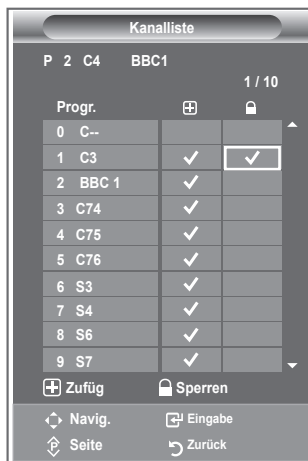 Kanalliste
P 2 C4 BBC1
1 / 10
Progr.
0 C--
1 C3
2 BBC 1
3 C74
4 C75
5 C76
6 S3
7 S4
8 S6
9 S7
Zufüg Sperren
Navig. Eingabe
P Seite Zurück